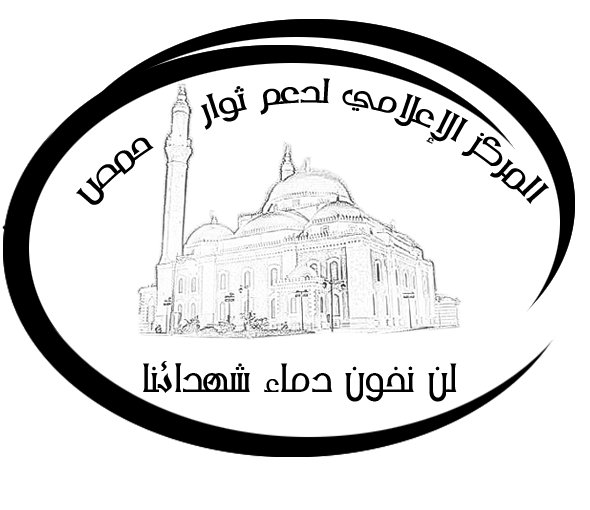 المركز الإعلامي لدعم ثوار حمص
لن نخون دماء شهدائنا